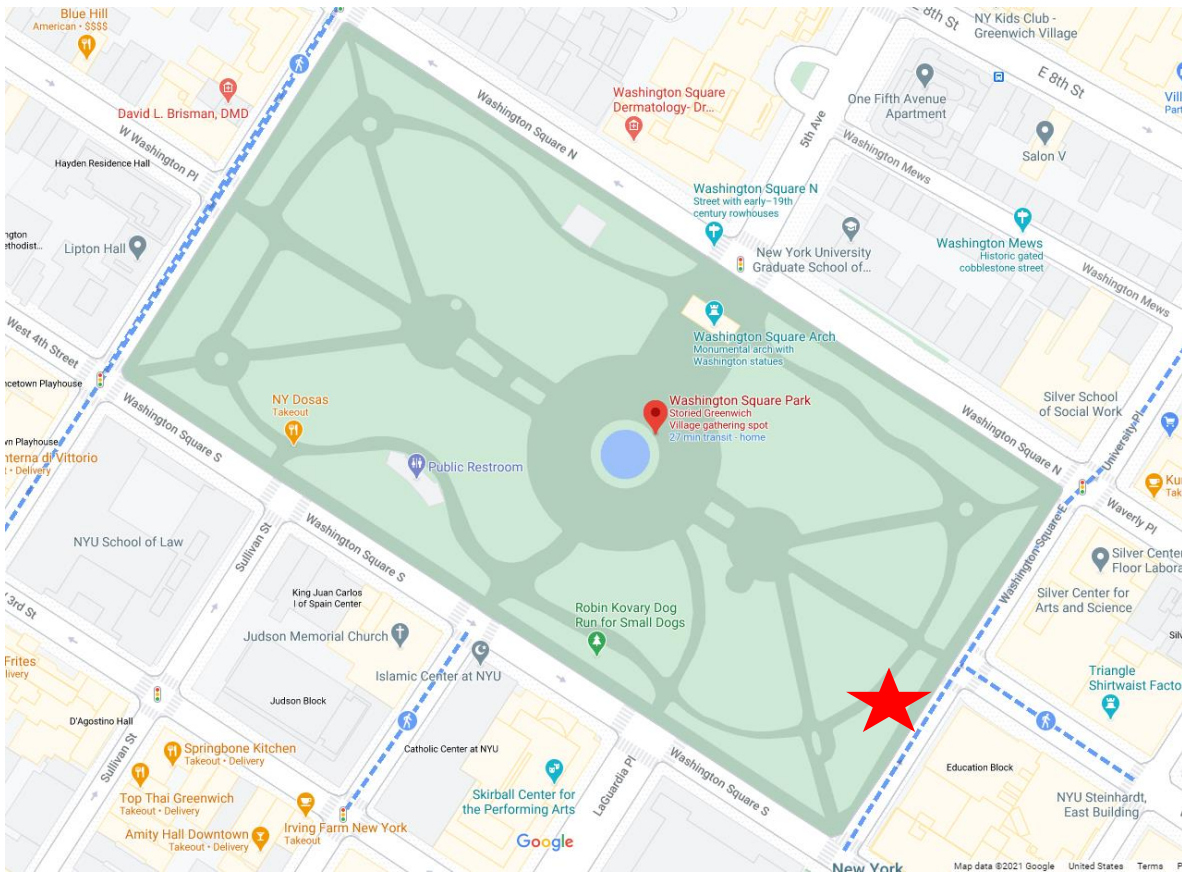 Blue Hill
American • $$$$
David L. Brisman, DMD
W Washington Pl
Hayden Residence Hall
Lipton Hall
West 4th Street
Washington Square N
Washington Square
Dermatology- Dr...
5th Ave
E 8th St
NY Kids Club -
Greenwich Village
E 8th St
One Fifth Avenue
Apartment
Salon V
Washington Mews
Washington Square N
Street with early–19th
century rowhouses
New York University
Graduate School of...
Washington Mews
Historic gated
cobblestone street
Washington Mews
Washington Square Arch
Monumental arch with
Washington statues
Washington Square Park
Storied Greenwich
Village gathering spot
27 min transit - home
Silver School
of Social Work
University Pl
Washington Square N
Waverly Pl
Washington Square E
Silver Center for
Arts and Science
Triangle
NYU Steinhardt,
East Building
Education Block
NY Dosas
Takeout
Public Restroom
Washington Square S
Washington Square S
Washington Square S
NYU School of Law
Sullivan St
King Juan Carlos
I of Spain Center
Judson Memorial Church
Islamic Center at NYU
Judson Block
Robin Kovary Dog
Run for Small Dogs
D'Agostino Hall
Springbone Kitchen
Takeout • Delivery
Sullivan St
Top Thai Greenwich
Takeout • Delivery
Amity Hall Downtown
Takeout • Delivery
Irving Farm New York
Takeout
Catholic Center at NYU
Skirball Center for
the Performing Arts
LaGuardia Pl
Google
New York
Map data ©2021 Google
United States
Terms